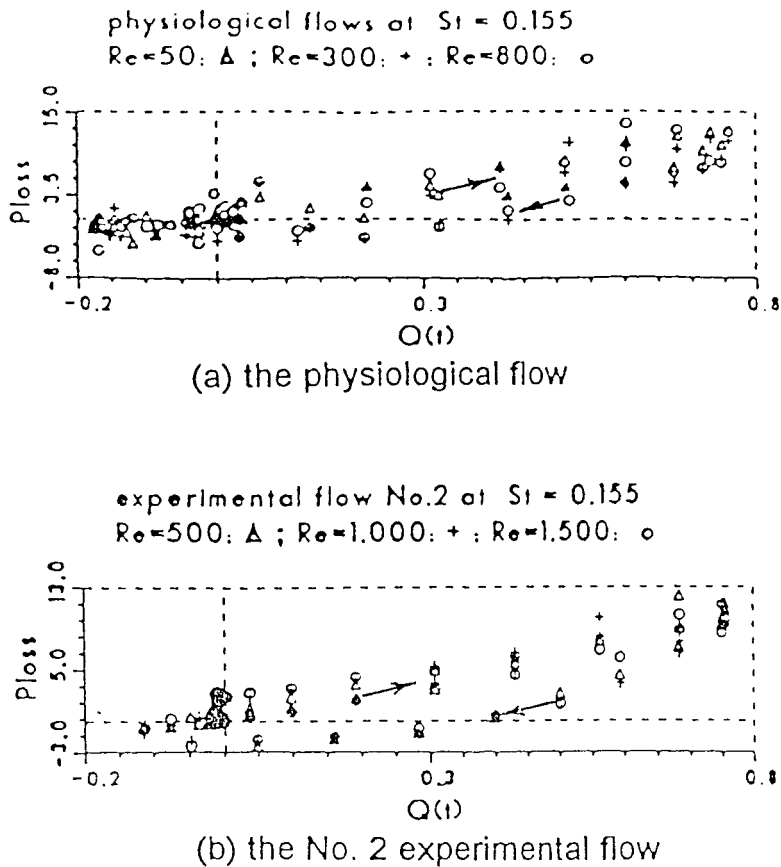 physiological flows at St = 0.155
Re=50: Δ ; Re=300: + : Re=800: o
Ploss
15.0
3.5
-8.0
-0.2
0.3
0.8
Q(t)
(a) the physiological flow
experimental flow No.2 at St = 0.155
Re=500: Δ ; Re=1.000: + : Re=1.500: o
Ploss
13.0
5.0
-3.0
-0.2
0.3
0.8
Q(t)
(b) the No. 2 experimental flow